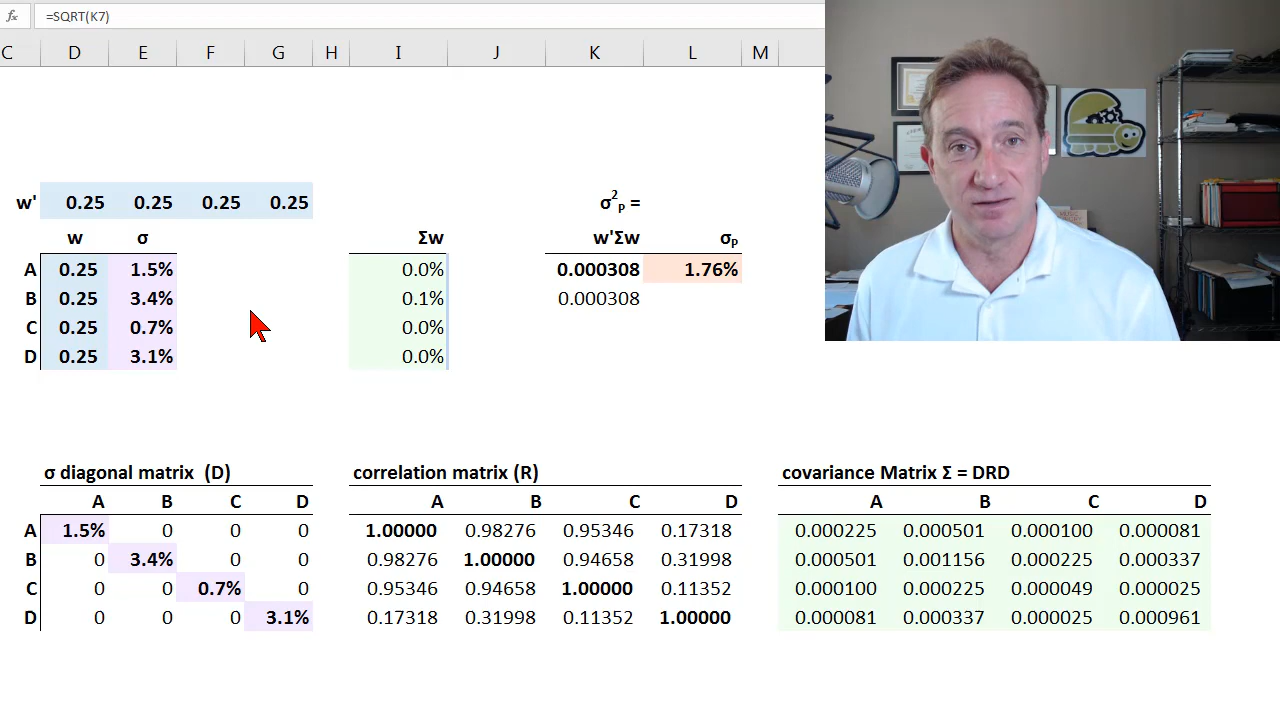 fx =SQRT(K7)
C D E F G H I J K L M
w' 0.25 0.25 0.25 0.25 σ²ₚ =
w σ Σw w'Σw σₚ
A 0.25 1.5% 0.0% 0.000308 1.76%
B 0.25 3.4% 0.1% 0.000308
C 0.25 0.7% 0.0%
D 0.25 3.1% 0.0%
σ diagonal matrix (D) correlation matrix (R) covariance Matrix Σ = DRD
A B C D A B C D A B C D
A 1.5% 0 0 0 1.00000 0.98276 0.95346 0.17318 0.000225 0.000501 0.000100 0.000081
B 0 3.4% 0 0 0.98276 1.00000 0.94658 0.31998 0.000501 0.001156 0.000225 0.000337
C 0 0 0.7% 0 0.95346 0.94658 1.00000 0.11352 0.000100 0.000225 0.000049 0.000025
D 0 0 0 3.1% 0.17318 0.31998 0.11352 1.00000 0.000081 0.000337 0.000025 0.000961